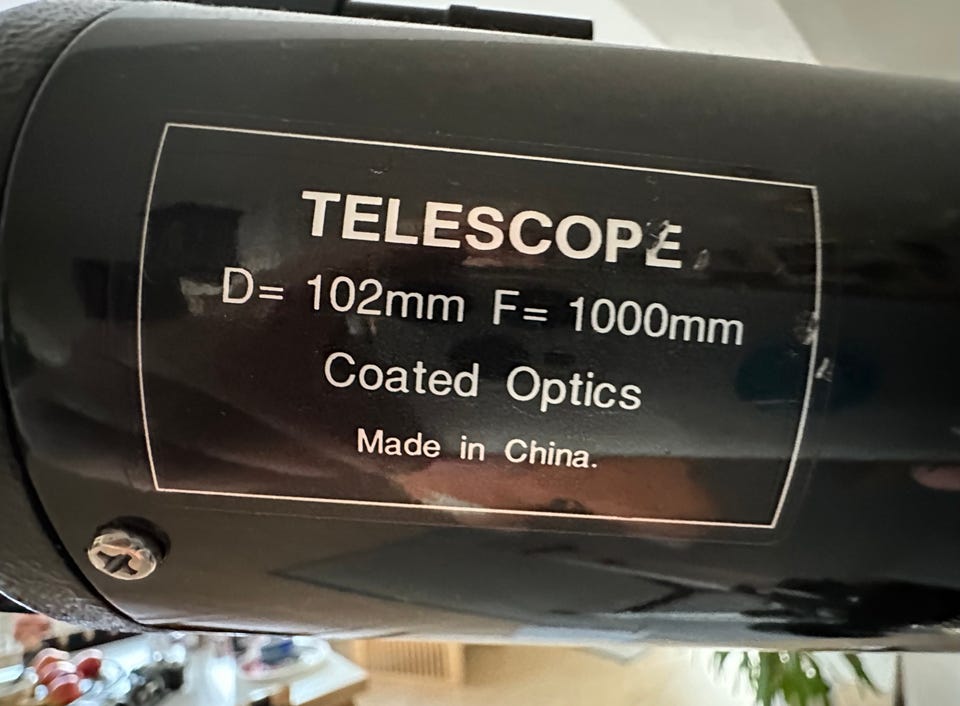 TELESCOPE
D= 102mm F= 1000mm
Coated Optics
Made in China.